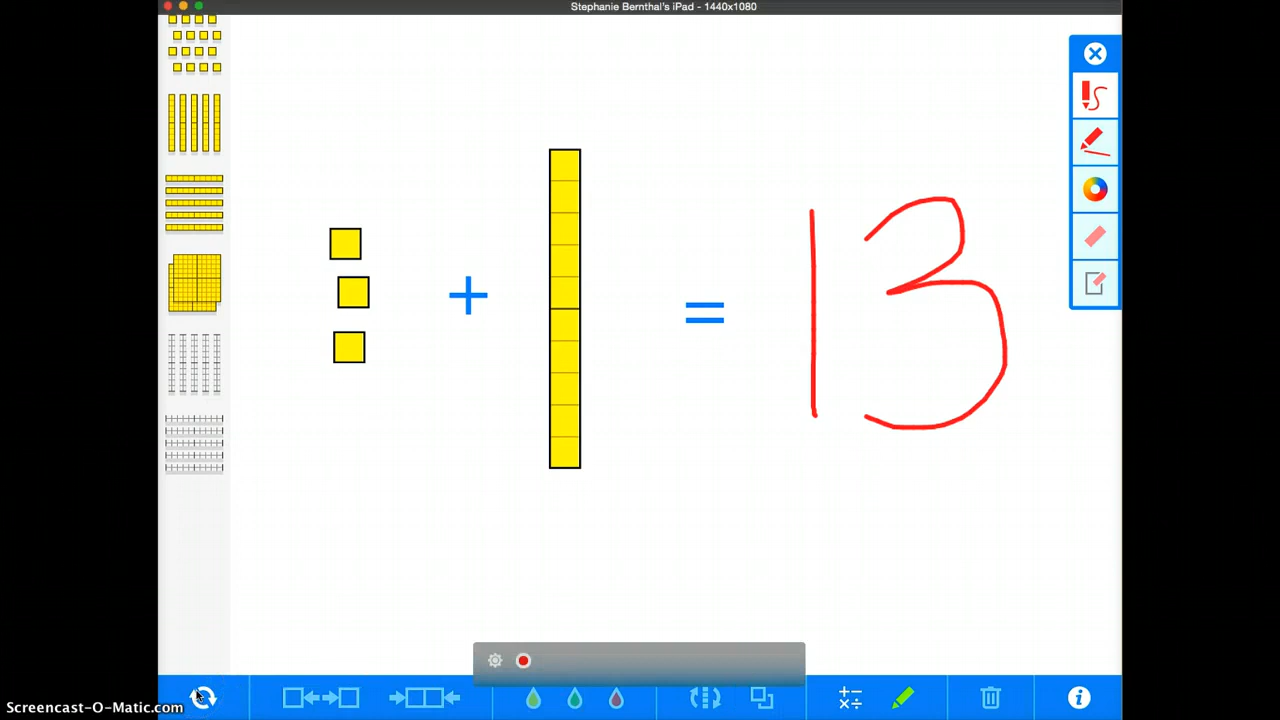 Stephanie Bernthal's iPad - 1440x1080
+ = 13
Screencast-O-Matic.com